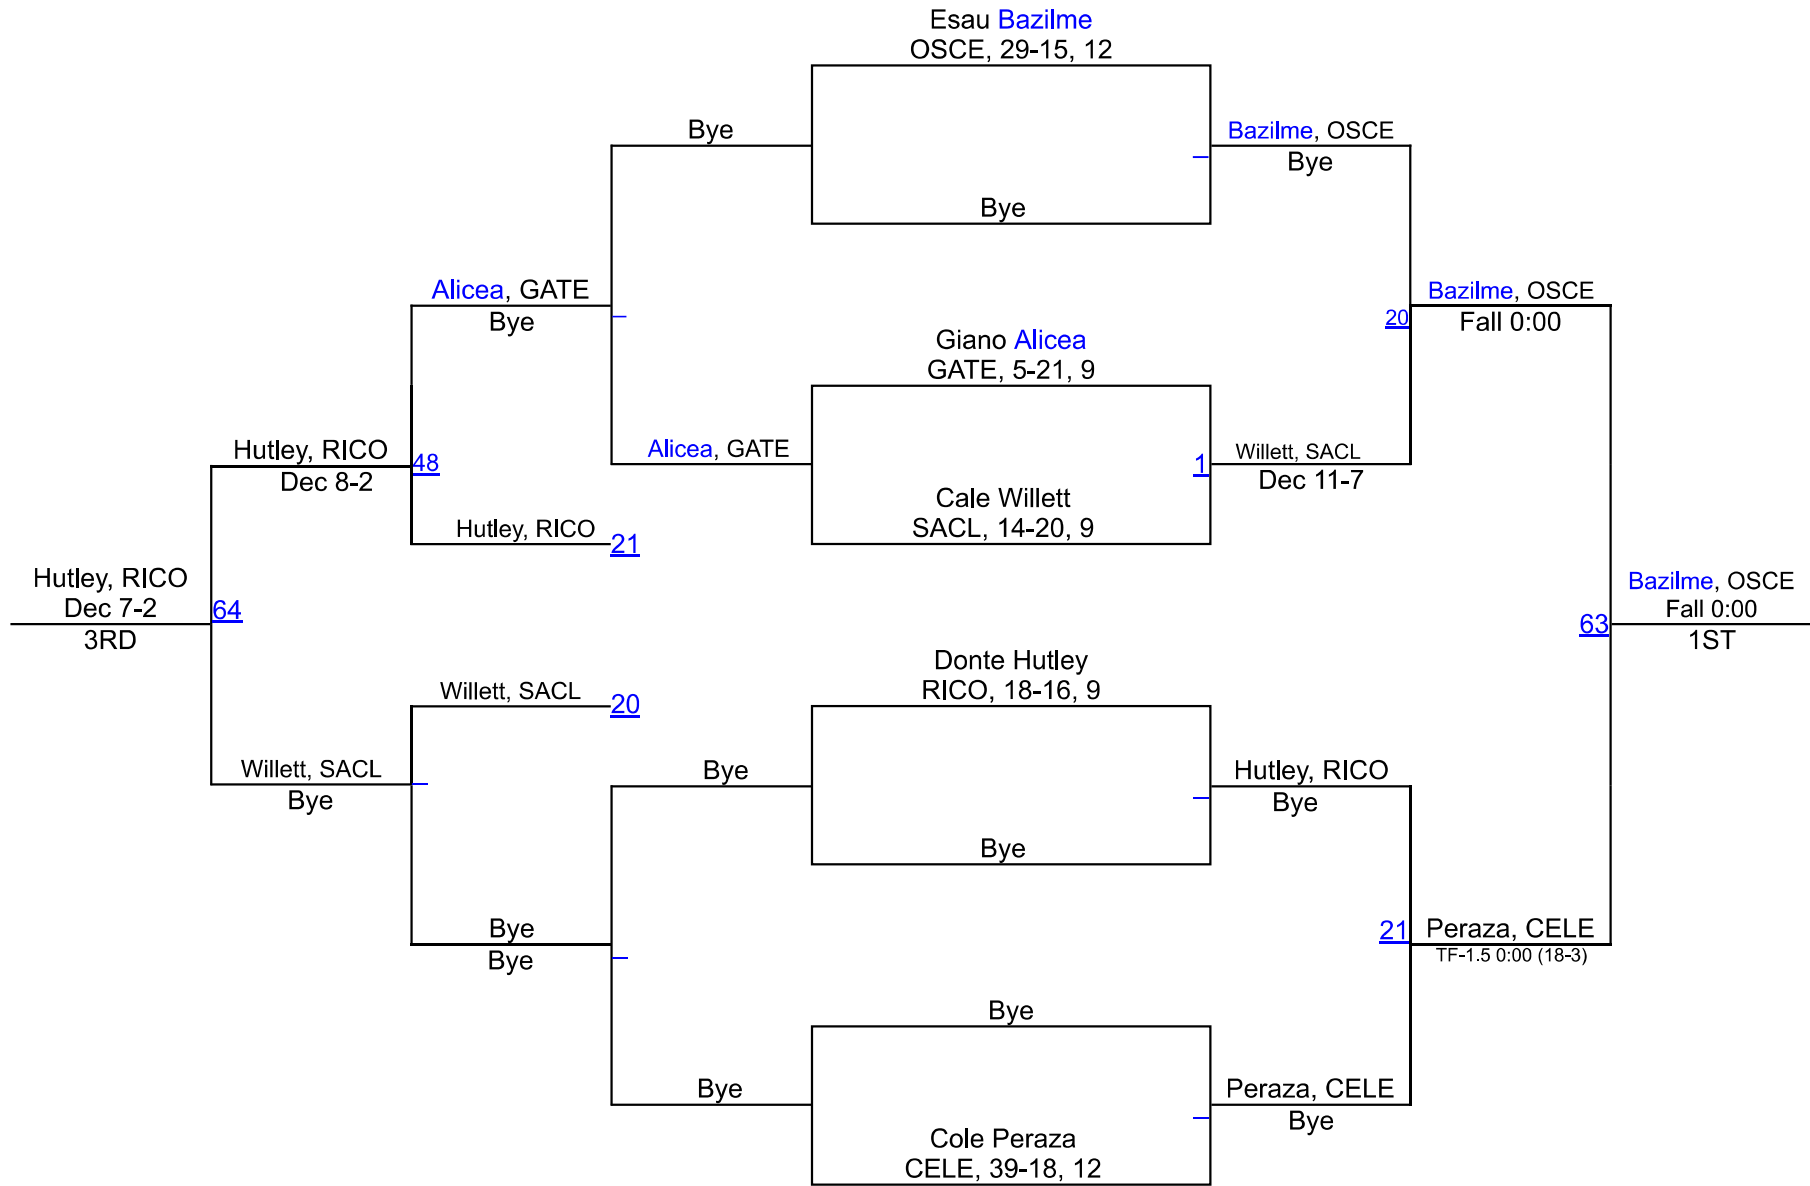 Esau Bazilme
OSCE, 29-15, 12
Bye
Bazilme, OSCE
Bye
Bye
Alicea, GATE
Bye
Bazilme, OSCE
20
Fall 0:00
Giano Alicea
GATE, 5-21, 9
Hutley, RICO
48
Dec 8-2
Alicea, GATE
1
Willett, SACL
Dec 11-7
Cale Willett
SACL, 14-20, 9
Hutley, RICO
21
Hutley, RICO
Dec 7-2
64
3RD
Bazilme, OSCE
Fall 0:00
63
1ST
Donte Hutley
RICO, 18-16, 9
Willett, SACL
20
Willett, SACL
Bye
Bye
Hutley, RICO
Bye
Bye
Bye
Bye
21
Peraza, CELE
TF-1.5 0:00 (18-3)
Bye
Bye
Peraza, CELE
Bye
Cole Peraza
CELE, 39-18, 12